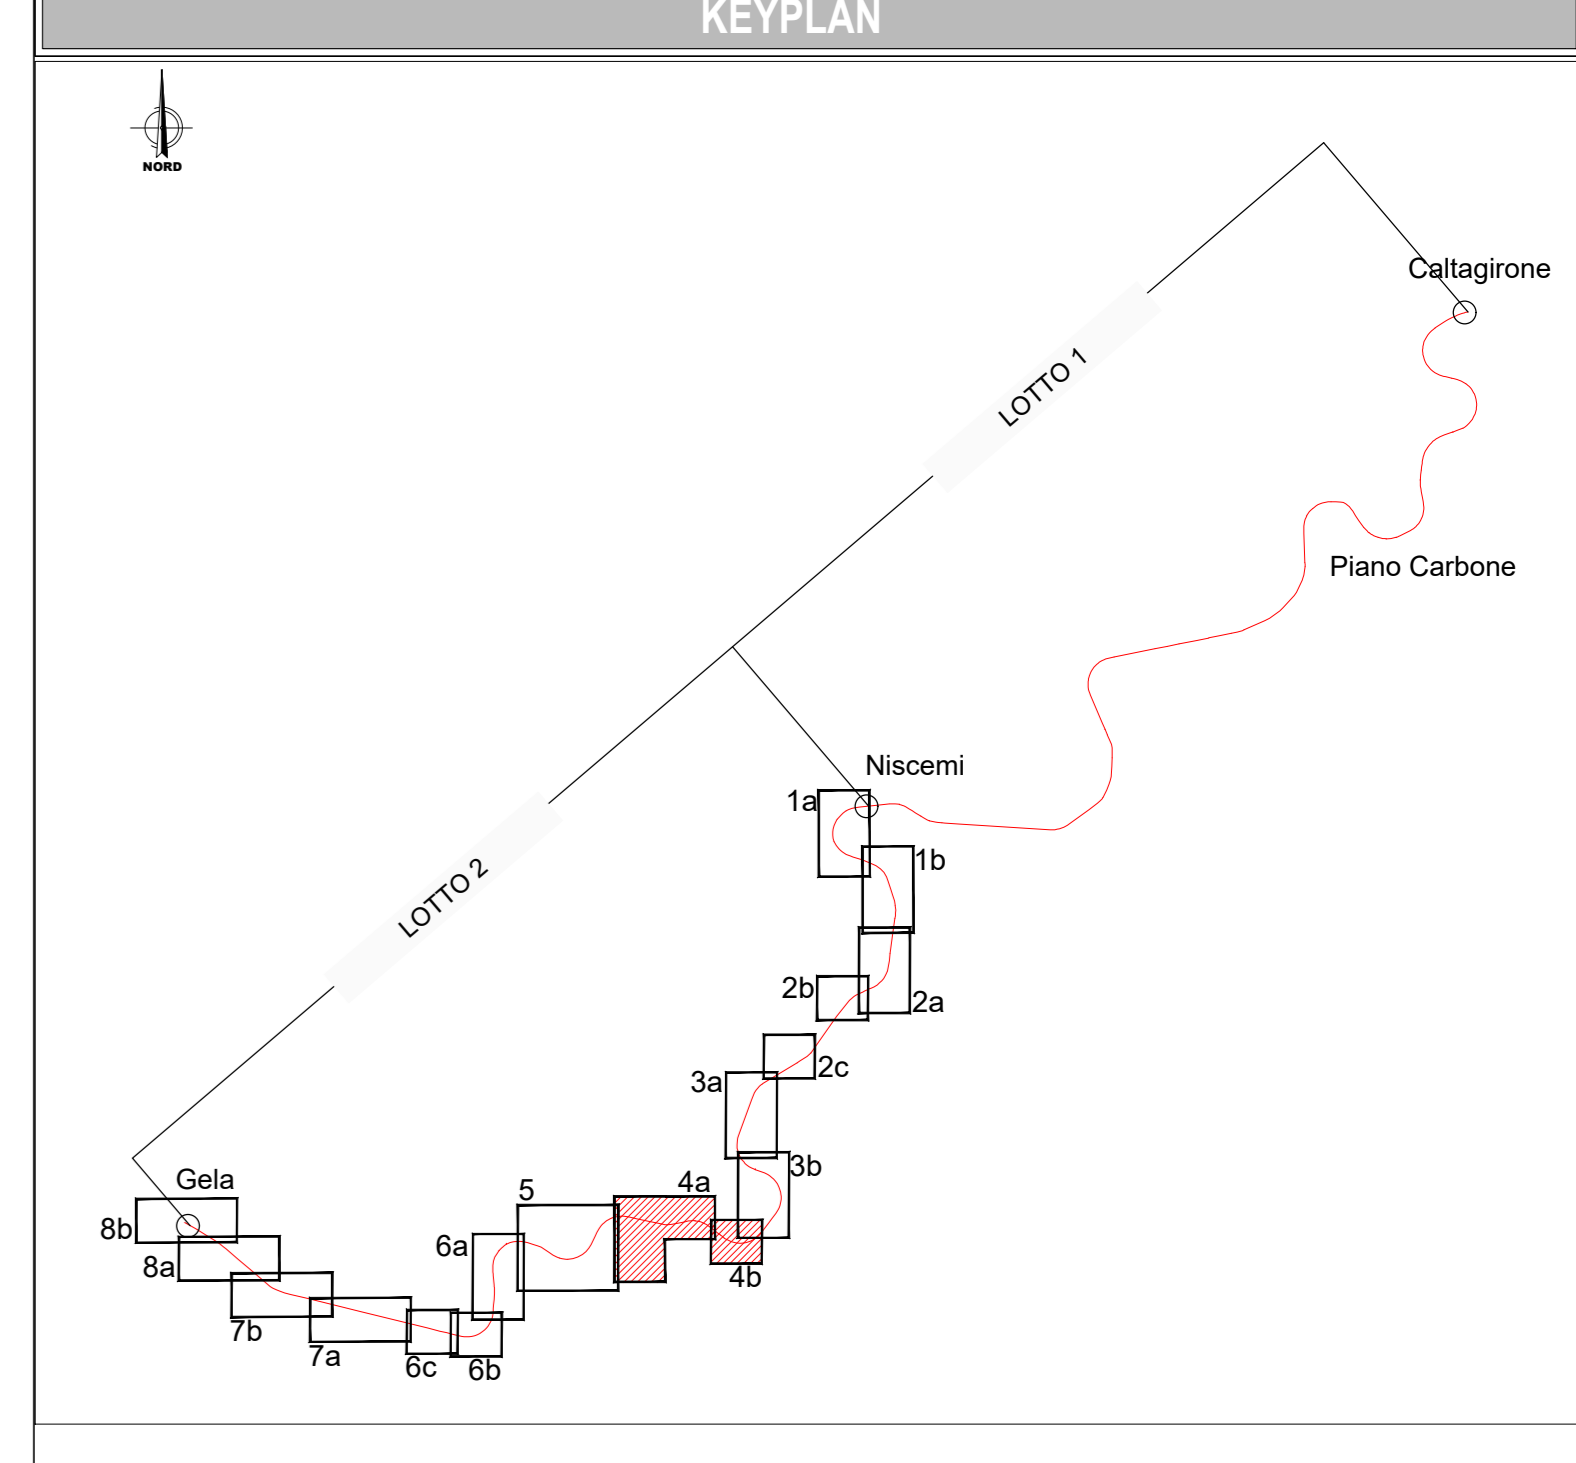 KEYPLAN
NORD
Caltagirone
LOTTO 1
Piano Carbone
Niscemi
1a
1b
LOTTO 2
2b
2a
2c
3a
3b
Gela
4a
5
8b
6a
8a
4b
7b
7a
6c
6b